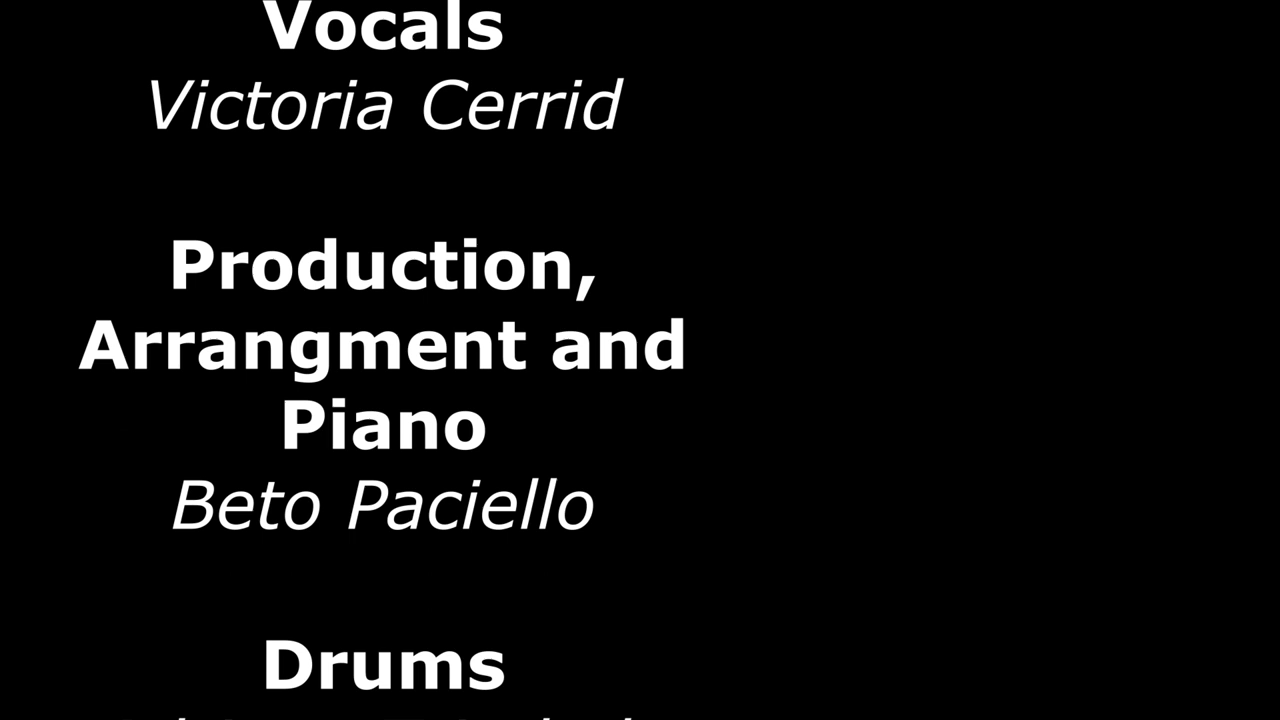 Vocals
Victoria Cerrid
Production,
Arrangment and
Piano
Beto Paciello
Drums